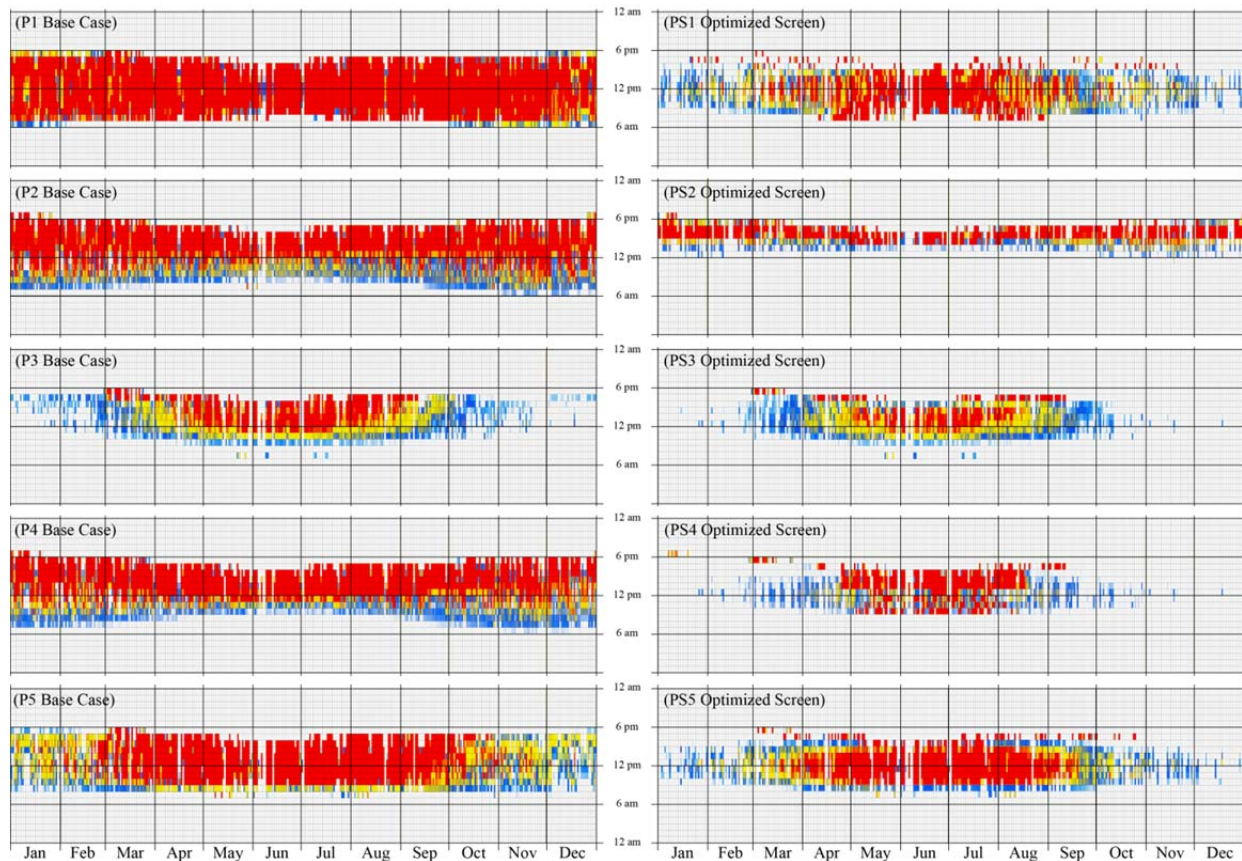 (P1 Base Case)
12 am
(PS1 Optimized Screen)
6 pm
12 pm
6 am
(P2 Base Case)
12 am
(PS2 Optimized Screen)
6 pm
12 pm
6 am
(P3 Base Case)
12 am
(PS3 Optimized Screen)
6 pm
12 pm
6 am
(P4 Base Case)
12 am
(PS4 Optimized Screen)
6 pm
12 pm
6 am
(P5 Base Case)
12 am
(PS5 Optimized Screen)
6 pm
12 pm
6 am
12 am
Jan Feb Mar Apr May Jun Jul Aug Sep Oct Nov Dec
Jan Feb Mar Apr May Jun Jul Aug Sep Oct Nov Dec